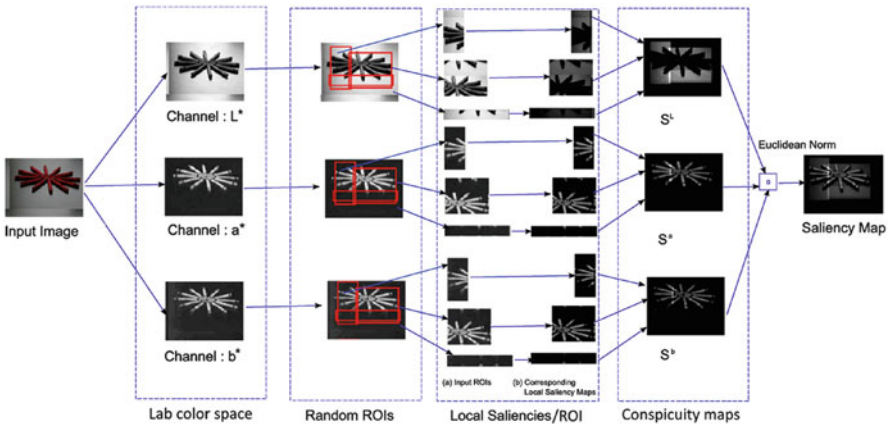 Input Image
Channel : L*
Channel : a*
Channel : b*
Lab color space
Random ROIs
(a) Input ROIs
(b) Corresponding
Local Saliency Maps
Local Saliencies/ROI
S^L
S^a
S^b
Conspicuity maps
Euclidean Norm
Saliency Map